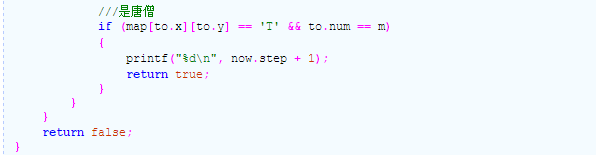 ///是唐僧
if (map[to.x][to.y] == 'T' && to.num == m)
{
printf("%d\n", now.step + 1);
return true;
}
}
}
return false;
}